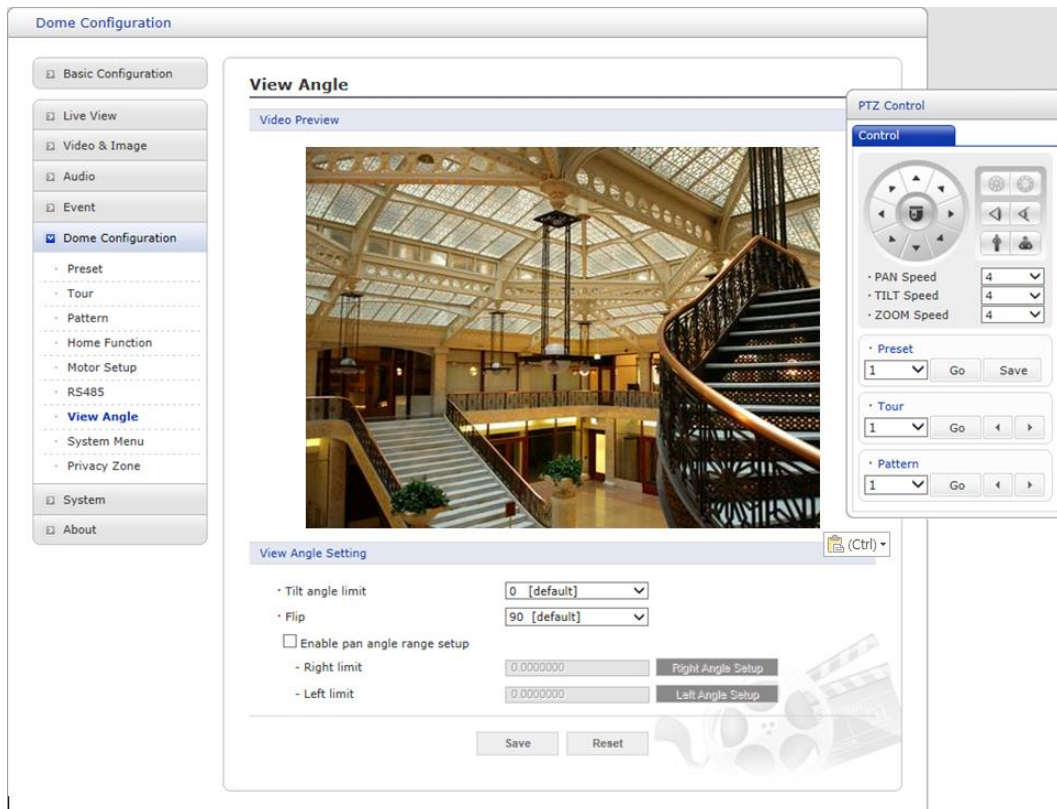 Dome Configuration
Basic Configuration
Live View
Video & Image
Audio
Event
Dome Configuration
· Preset
· Tour
· Pattern
· Home Function
· Motor Setup
· RS485
· View Angle
· System Menu
· Privacy Zone
System
About
View Angle
Video Preview
View Angle Setting
· Tilt angle limit 0 [default]
· Flip 90 [default]
Enable pan angle range setup
- Right limit 0.0000000 Right Angle Setup
- Left limit 0.0000000 Left Angle Setup
Save Reset
(Ctrl)
PTZ Control
Control
· PAN Speed 4
· TILT Speed 4
· ZOOM Speed 4
· Preset
1 Go Save
· Tour
1 Go
· Pattern
1 Go